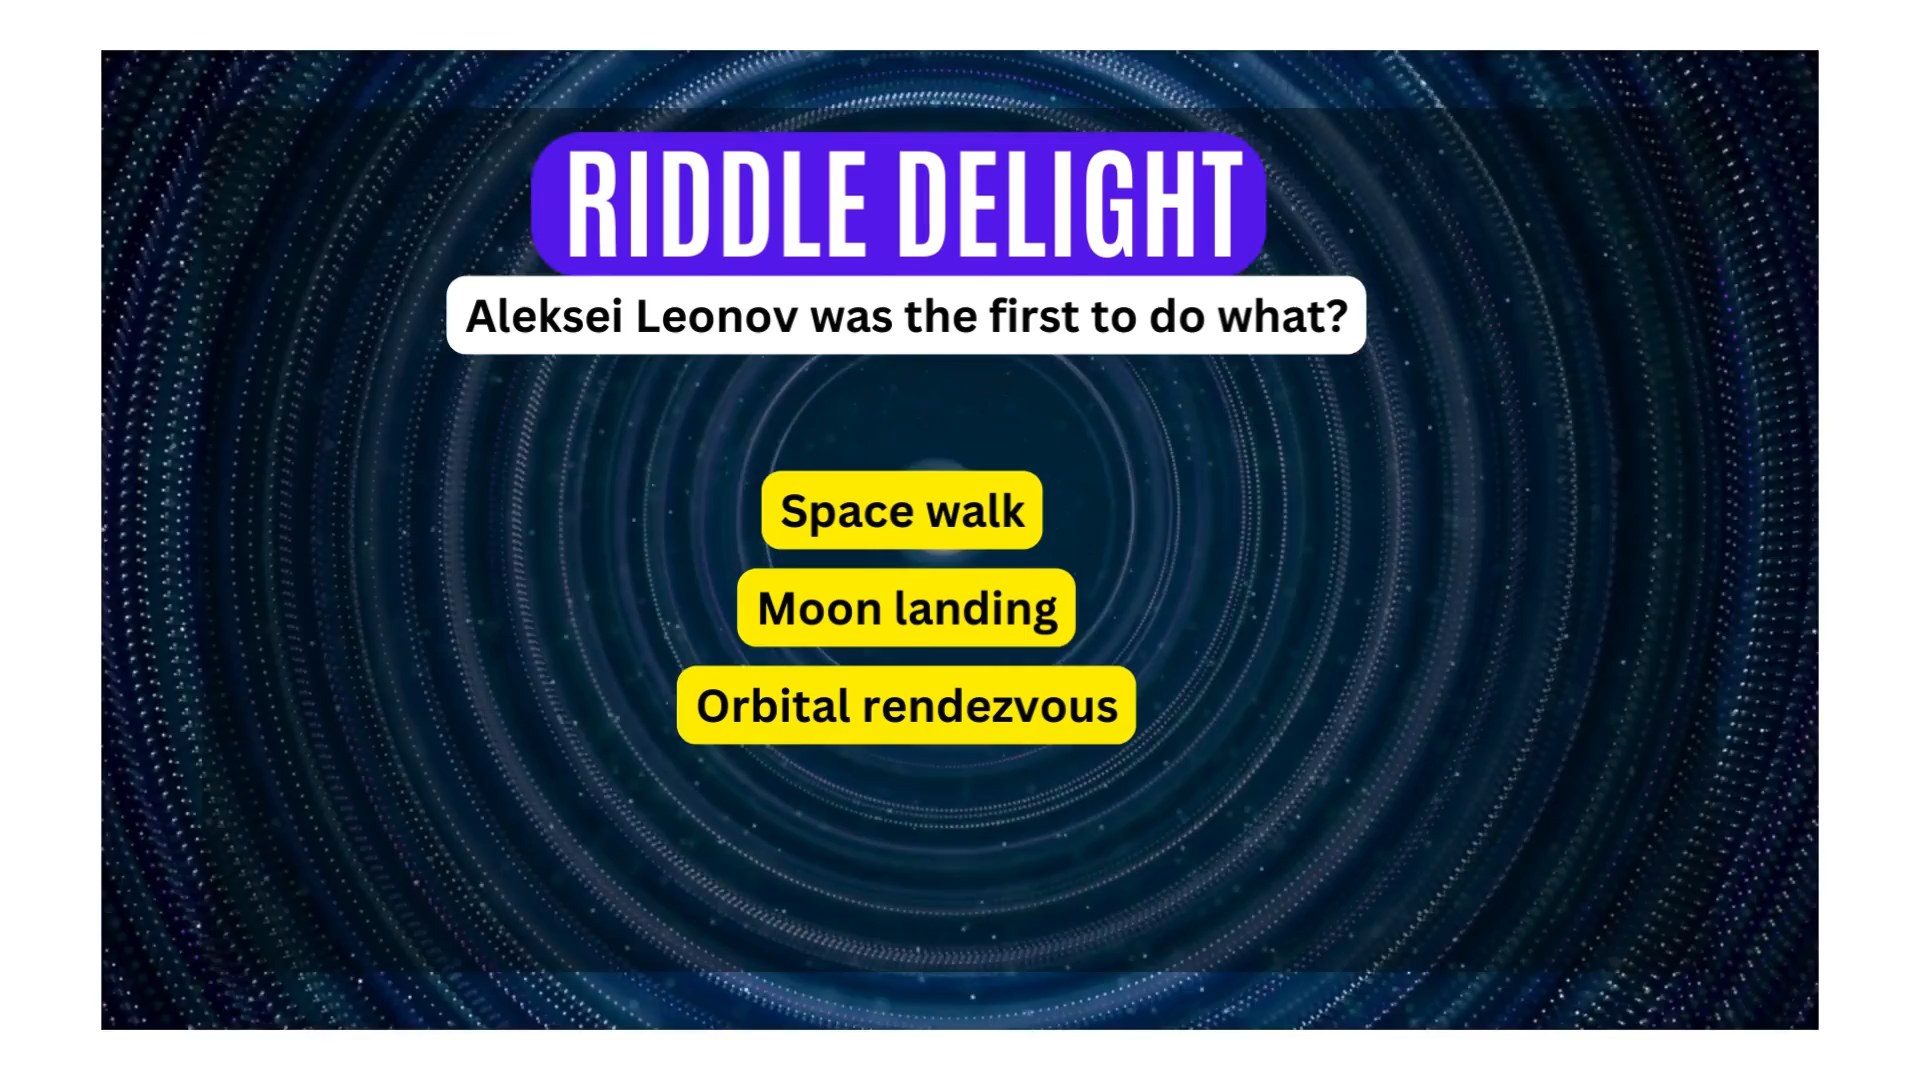 RIDDLE DELIGHT
Aleksei Leonov was the first to do what?
Space walk
Moon landing
Orbital rendezvous